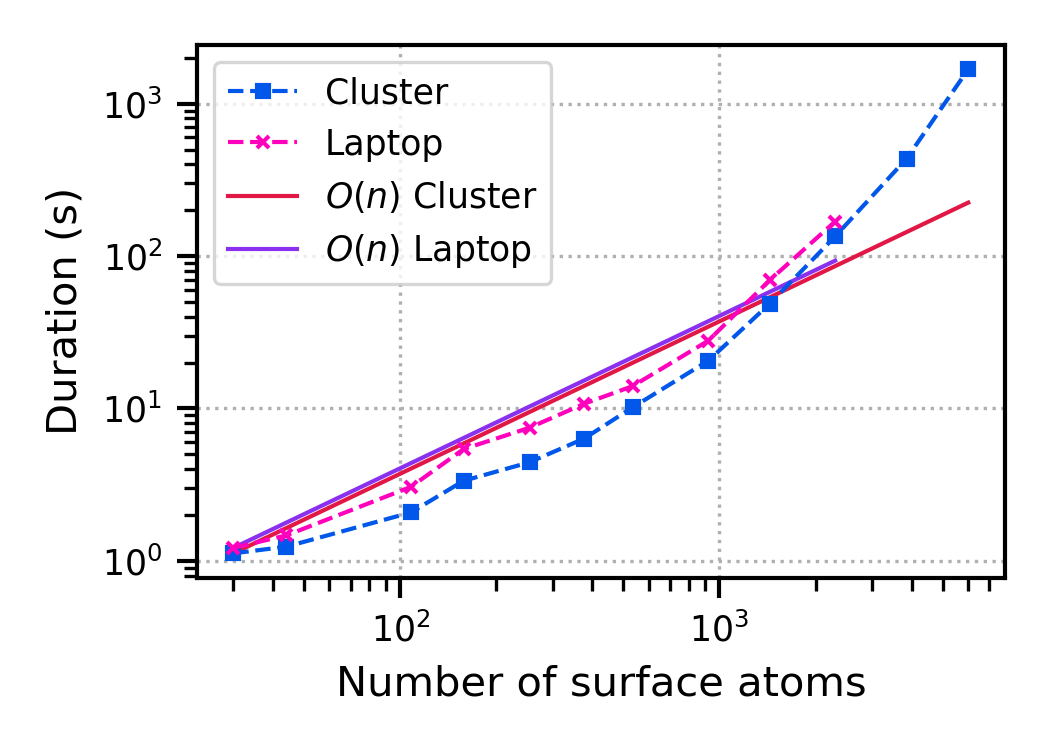 Cluster
Laptop
O(n) Cluster
O(n) Laptop
Duration (s)
10³
10²
10¹
10⁰
10² 10³
Number of surface atoms